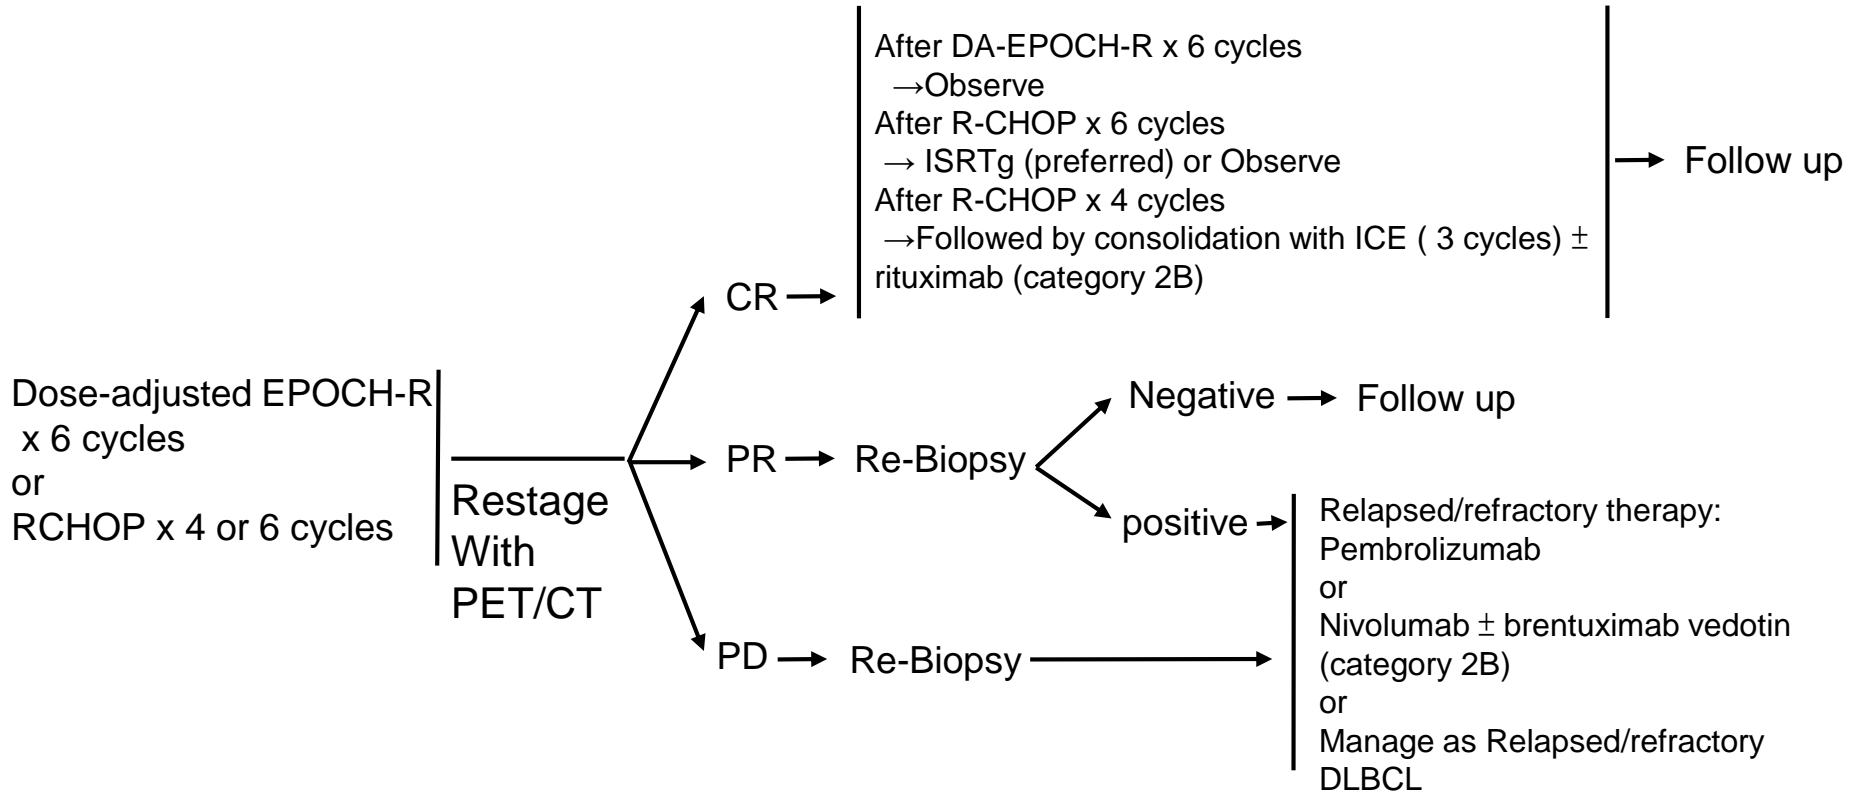 After DA-EPOCH-R x 6 cycles
→Observe
After R-CHOP x 6 cycles
→ ISRTg (preferred) or Observe
After R-CHOP x 4 cycles
→Followed by consolidation with ICE ( 3 cycles) ±
rituximab (category 2B)
Follow up
CR
Dose-adjusted EPOCH-R
x 6 cycles
or
RCHOP x 4 or 6 cycles
Restage
With
PET/CT
PR
Re-Biopsy
Negative
Follow up
positive
PD
Re-Biopsy
Relapsed/refractory therapy:
Pembrolizumab
or
Nivolumab ± brentuximab vedotin
(category 2B)
or
Manage as Relapsed/refractory
DLBCL